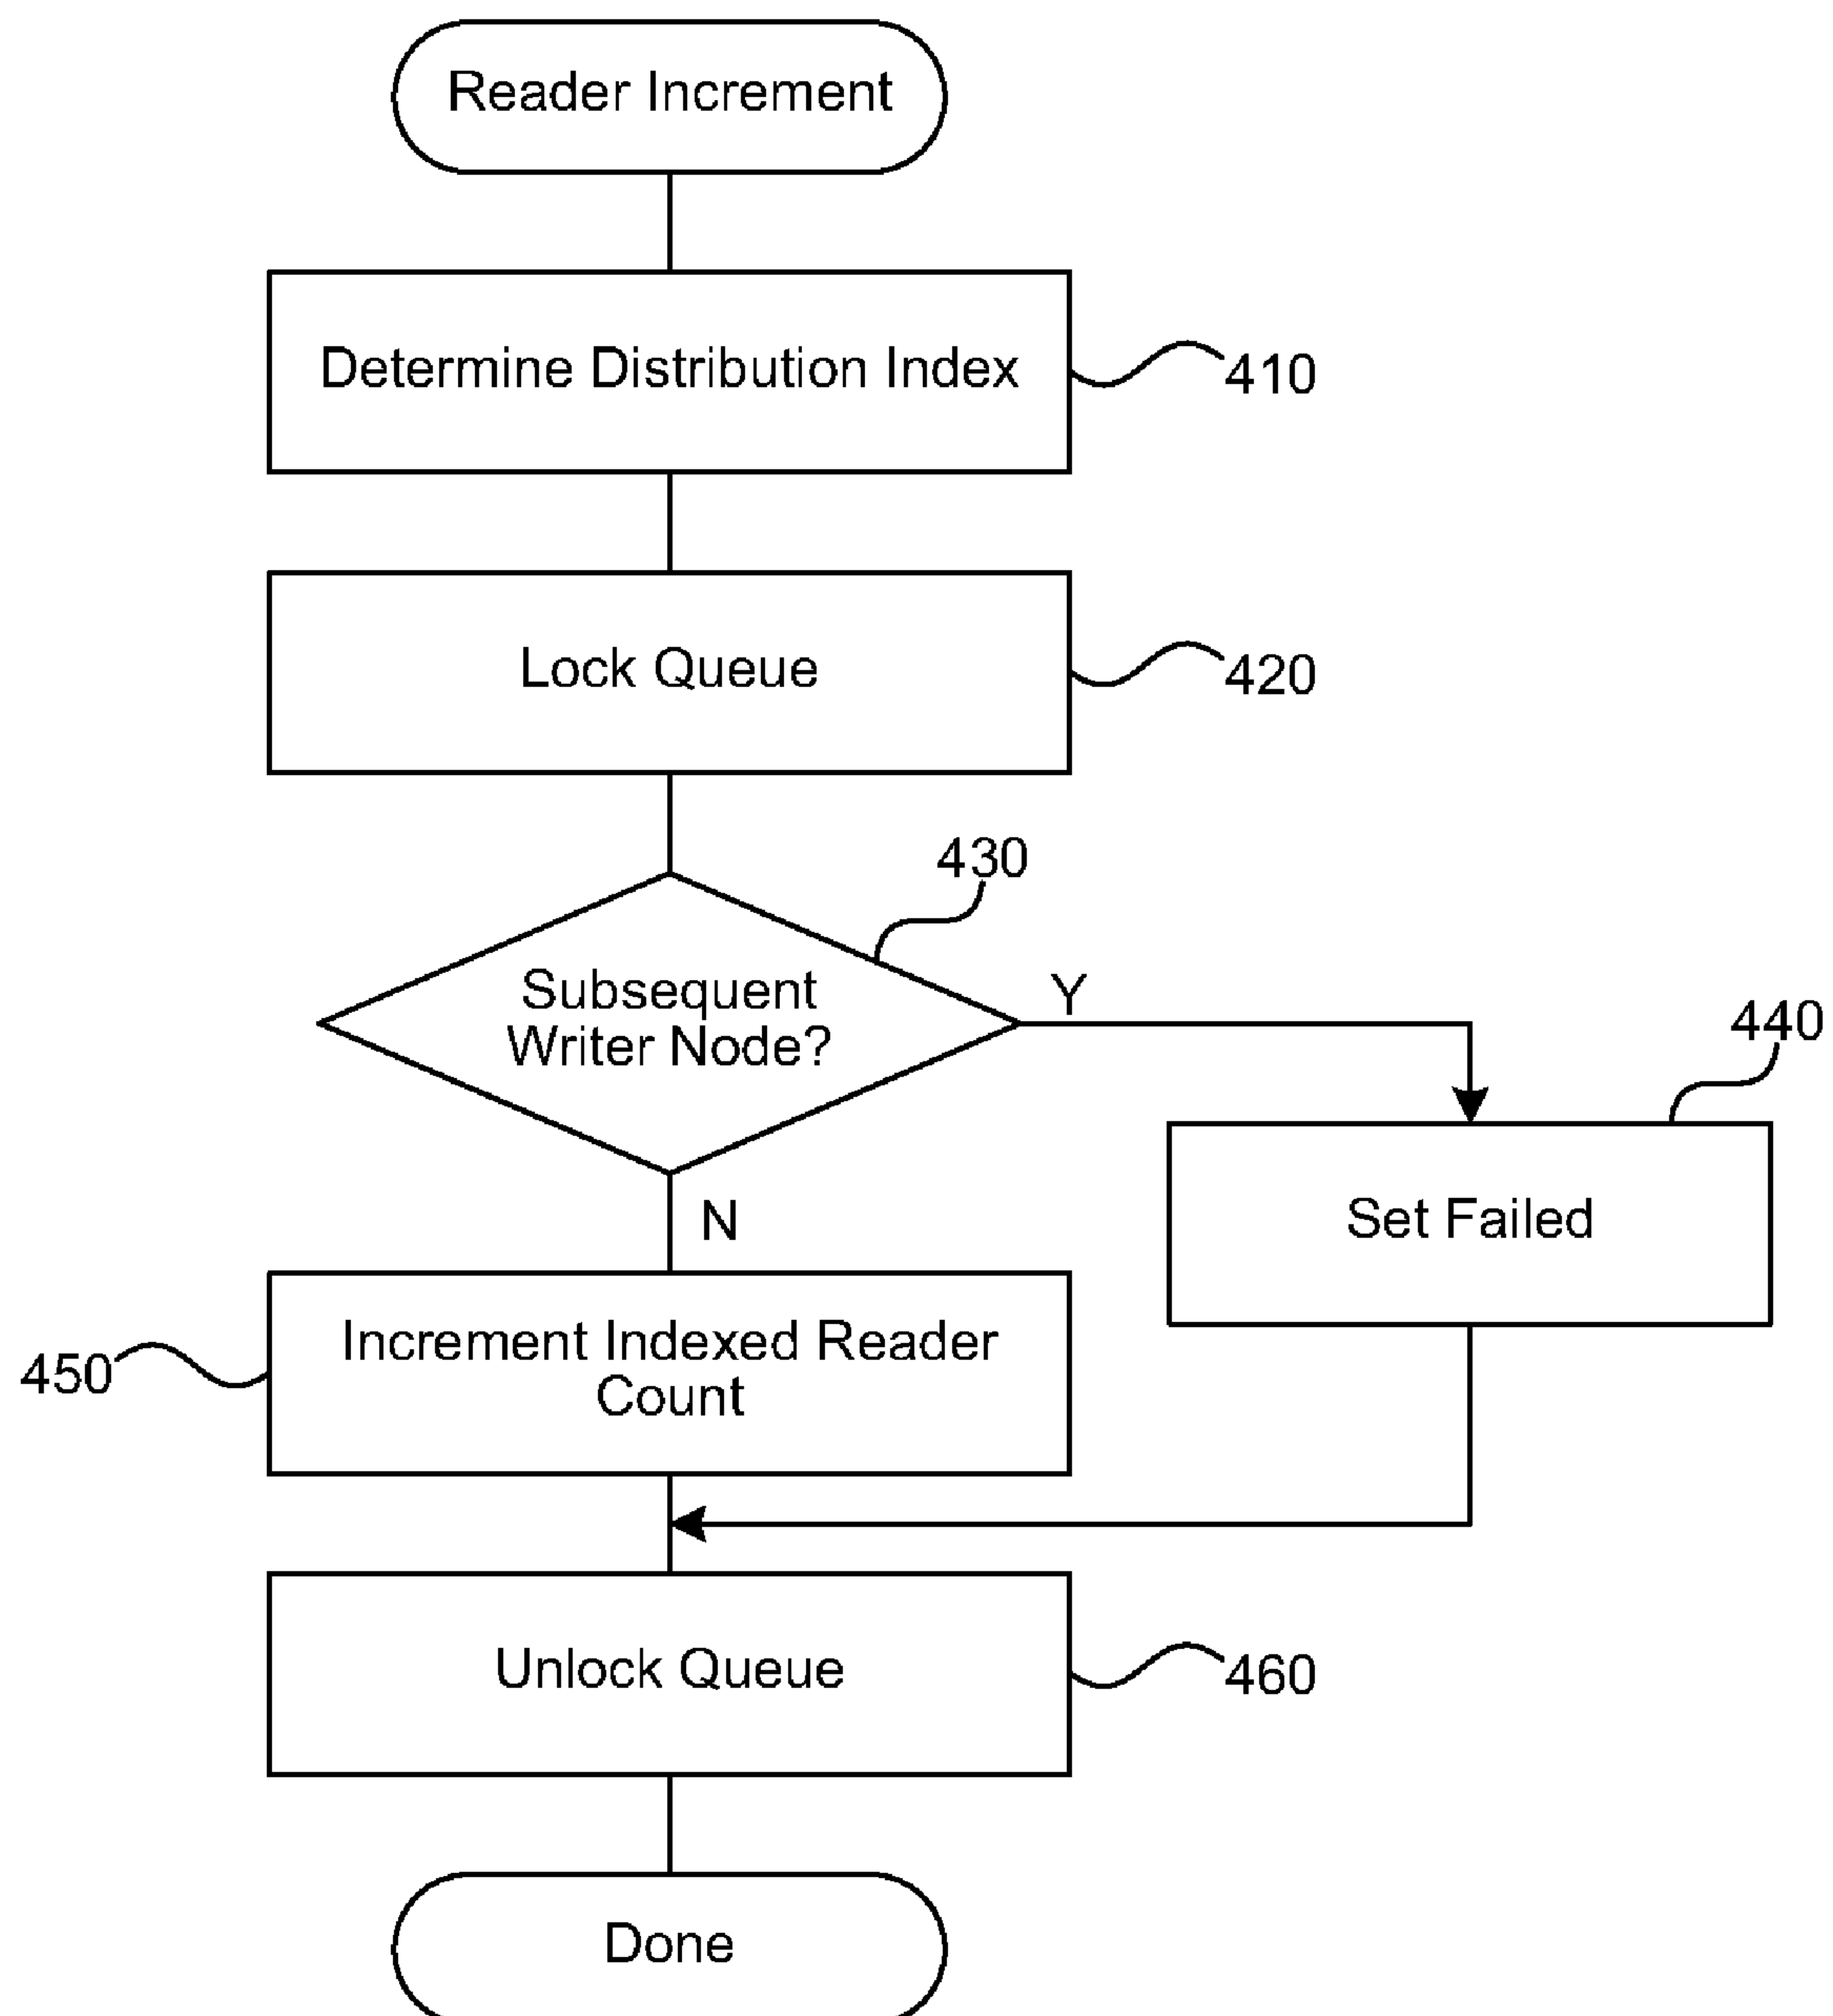 Reader Increment
Determine Distribution Index
410
Lock Queue
420
430
Subsequent
Writer Node?
Y
440
Set Failed
N
Increment Indexed Reader
Count
450
Unlock Queue
460
Done